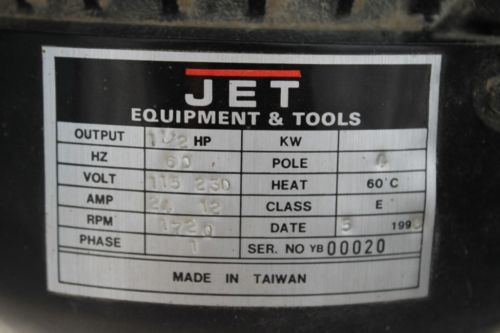 JET
EQUIPMENT & TOOLS
OUTPUT 1 1/2 HP KW
HZ 60 POLE 4
VOLT 115 230 HEAT 60°C
AMP 24 12 CLASS E
RPM 1720 DATE 5 199
PHASE 1 SER. NO YB00020
MADE IN TAIWAN